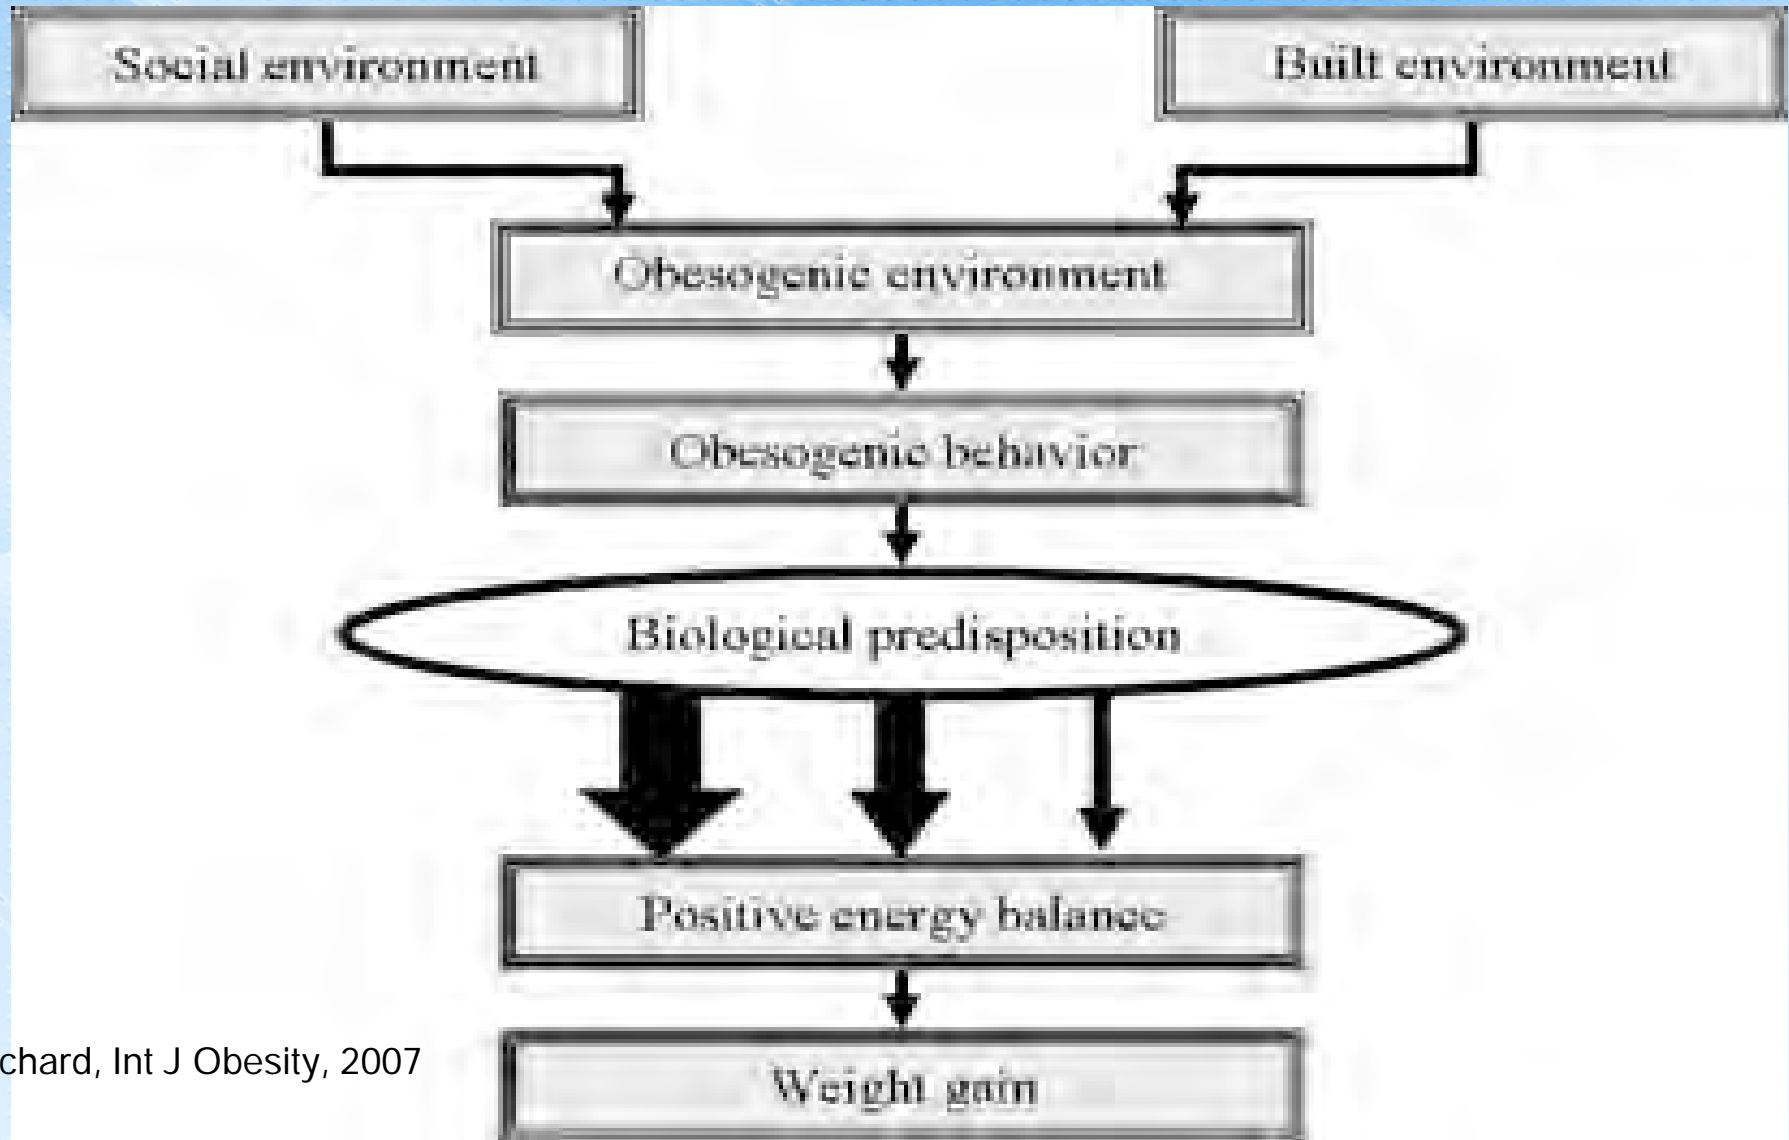 Social environment
Built environment
Obesogenic environment
Obesogenic behavior
Biological predisposition
Positive energy balance
Weight gain
chard, Int J Obesity, 2007